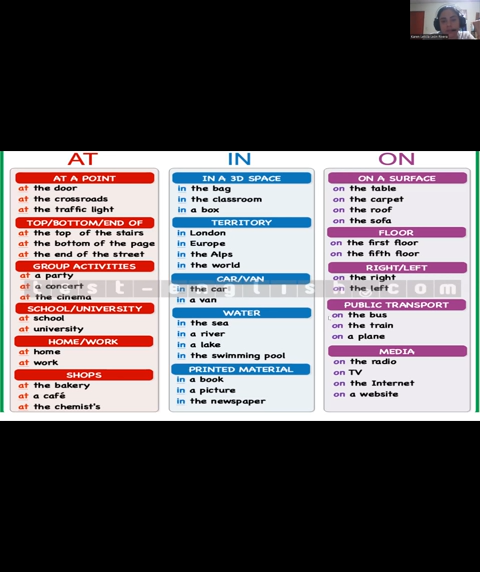 AT
AT A POINT
at the door
at the crossroads
at the traffic light
TOP/BOTTOM/END OF
at the top of the stairs
at the bottom of the page
at the end of the street
GROUP ACTIVITIES
at a party
at a concert
at the cinema
SCHOOL/UNIVERSITY
at school
at university
HOME/WORK
at home
at work
SHOPS
at the bakery
at a café
at the chemist's
IN
IN A 3D SPACE
in the bag
in the classroom
in a box
TERRITORY
in London
in Europe
in the Alps
in the world
CAR/VAN
in the car
in a van
WATER
in the sea
in a river
in a lake
in the swimming pool
PRINTED MATERIAL
in a book
in a picture
in the newspaper
ON
ON A SURFACE
on the table
on the carpet
on the roof
on the sofa
FLOOR
on the first floor
on the fifth floor
RIGHT/LEFT
on the right
on the left
PUBLIC TRANSPORT
on the bus
on the train
on a plane
MEDIA
on the radio
on TV
on the Internet
on a website
test-english.com